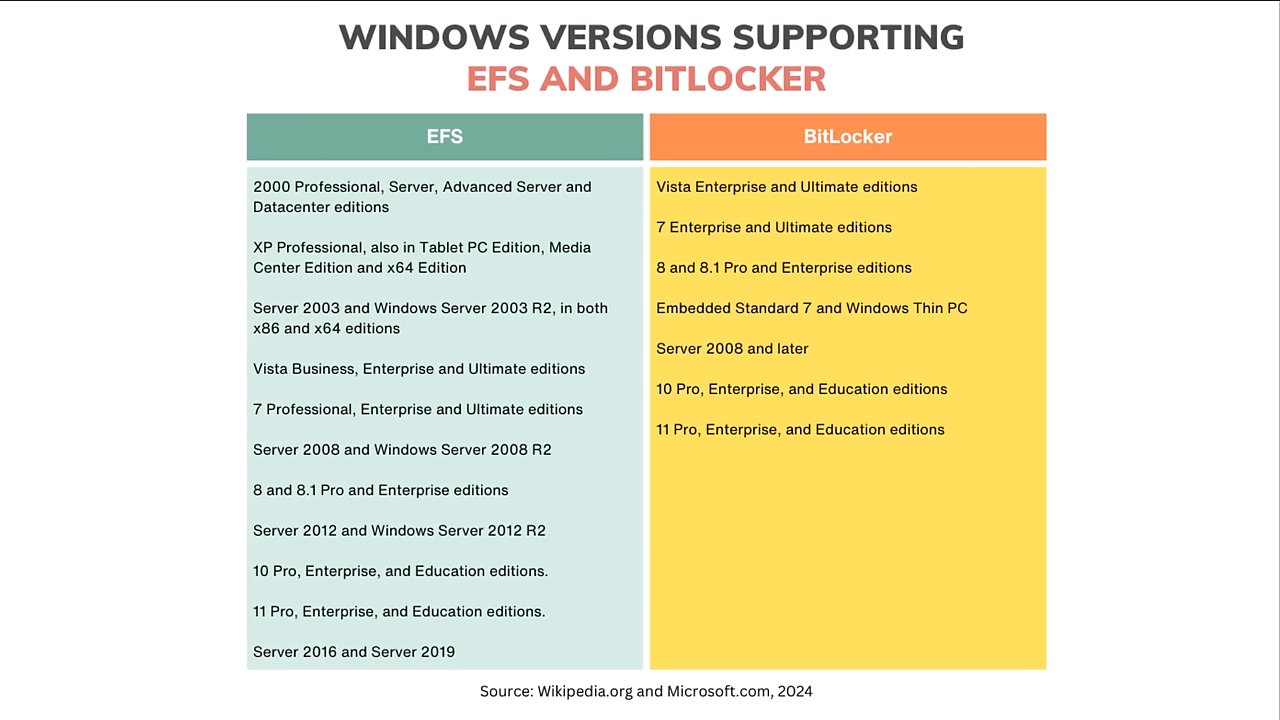 WINDOWS VERSIONS SUPPORTING
EFS AND BITLOCKER
EFS
2000 Professional, Server, Advanced Server and
Datacenter editions
XP Professional, also in Tablet PC Edition, Media
Center Edition and x64 Edition
Server 2003 and Windows Server 2003 R2, in both
x86 and x64 editions
Vista Business, Enterprise and Ultimate editions
7 Professional, Enterprise and Ultimate editions
Server 2008 and Windows Server 2008 R2
8 and 8.1 Pro and Enterprise editions
Server 2012 and Windows Server 2012 R2
10 Pro, Enterprise, and Education editions.
11 Pro, Enterprise, and Education editions.
Server 2016 and Server 2019
BitLocker
Vista Enterprise and Ultimate editions
7 Enterprise and Ultimate editions
8 and 8.1 Pro and Enterprise editions
Embedded Standard 7 and Windows Thin PC
Server 2008 and later
10 Pro, Enterprise, and Education editions
11 Pro, Enterprise, and Education editions
Source: Wikipedia.org and Microsoft.com, 2024